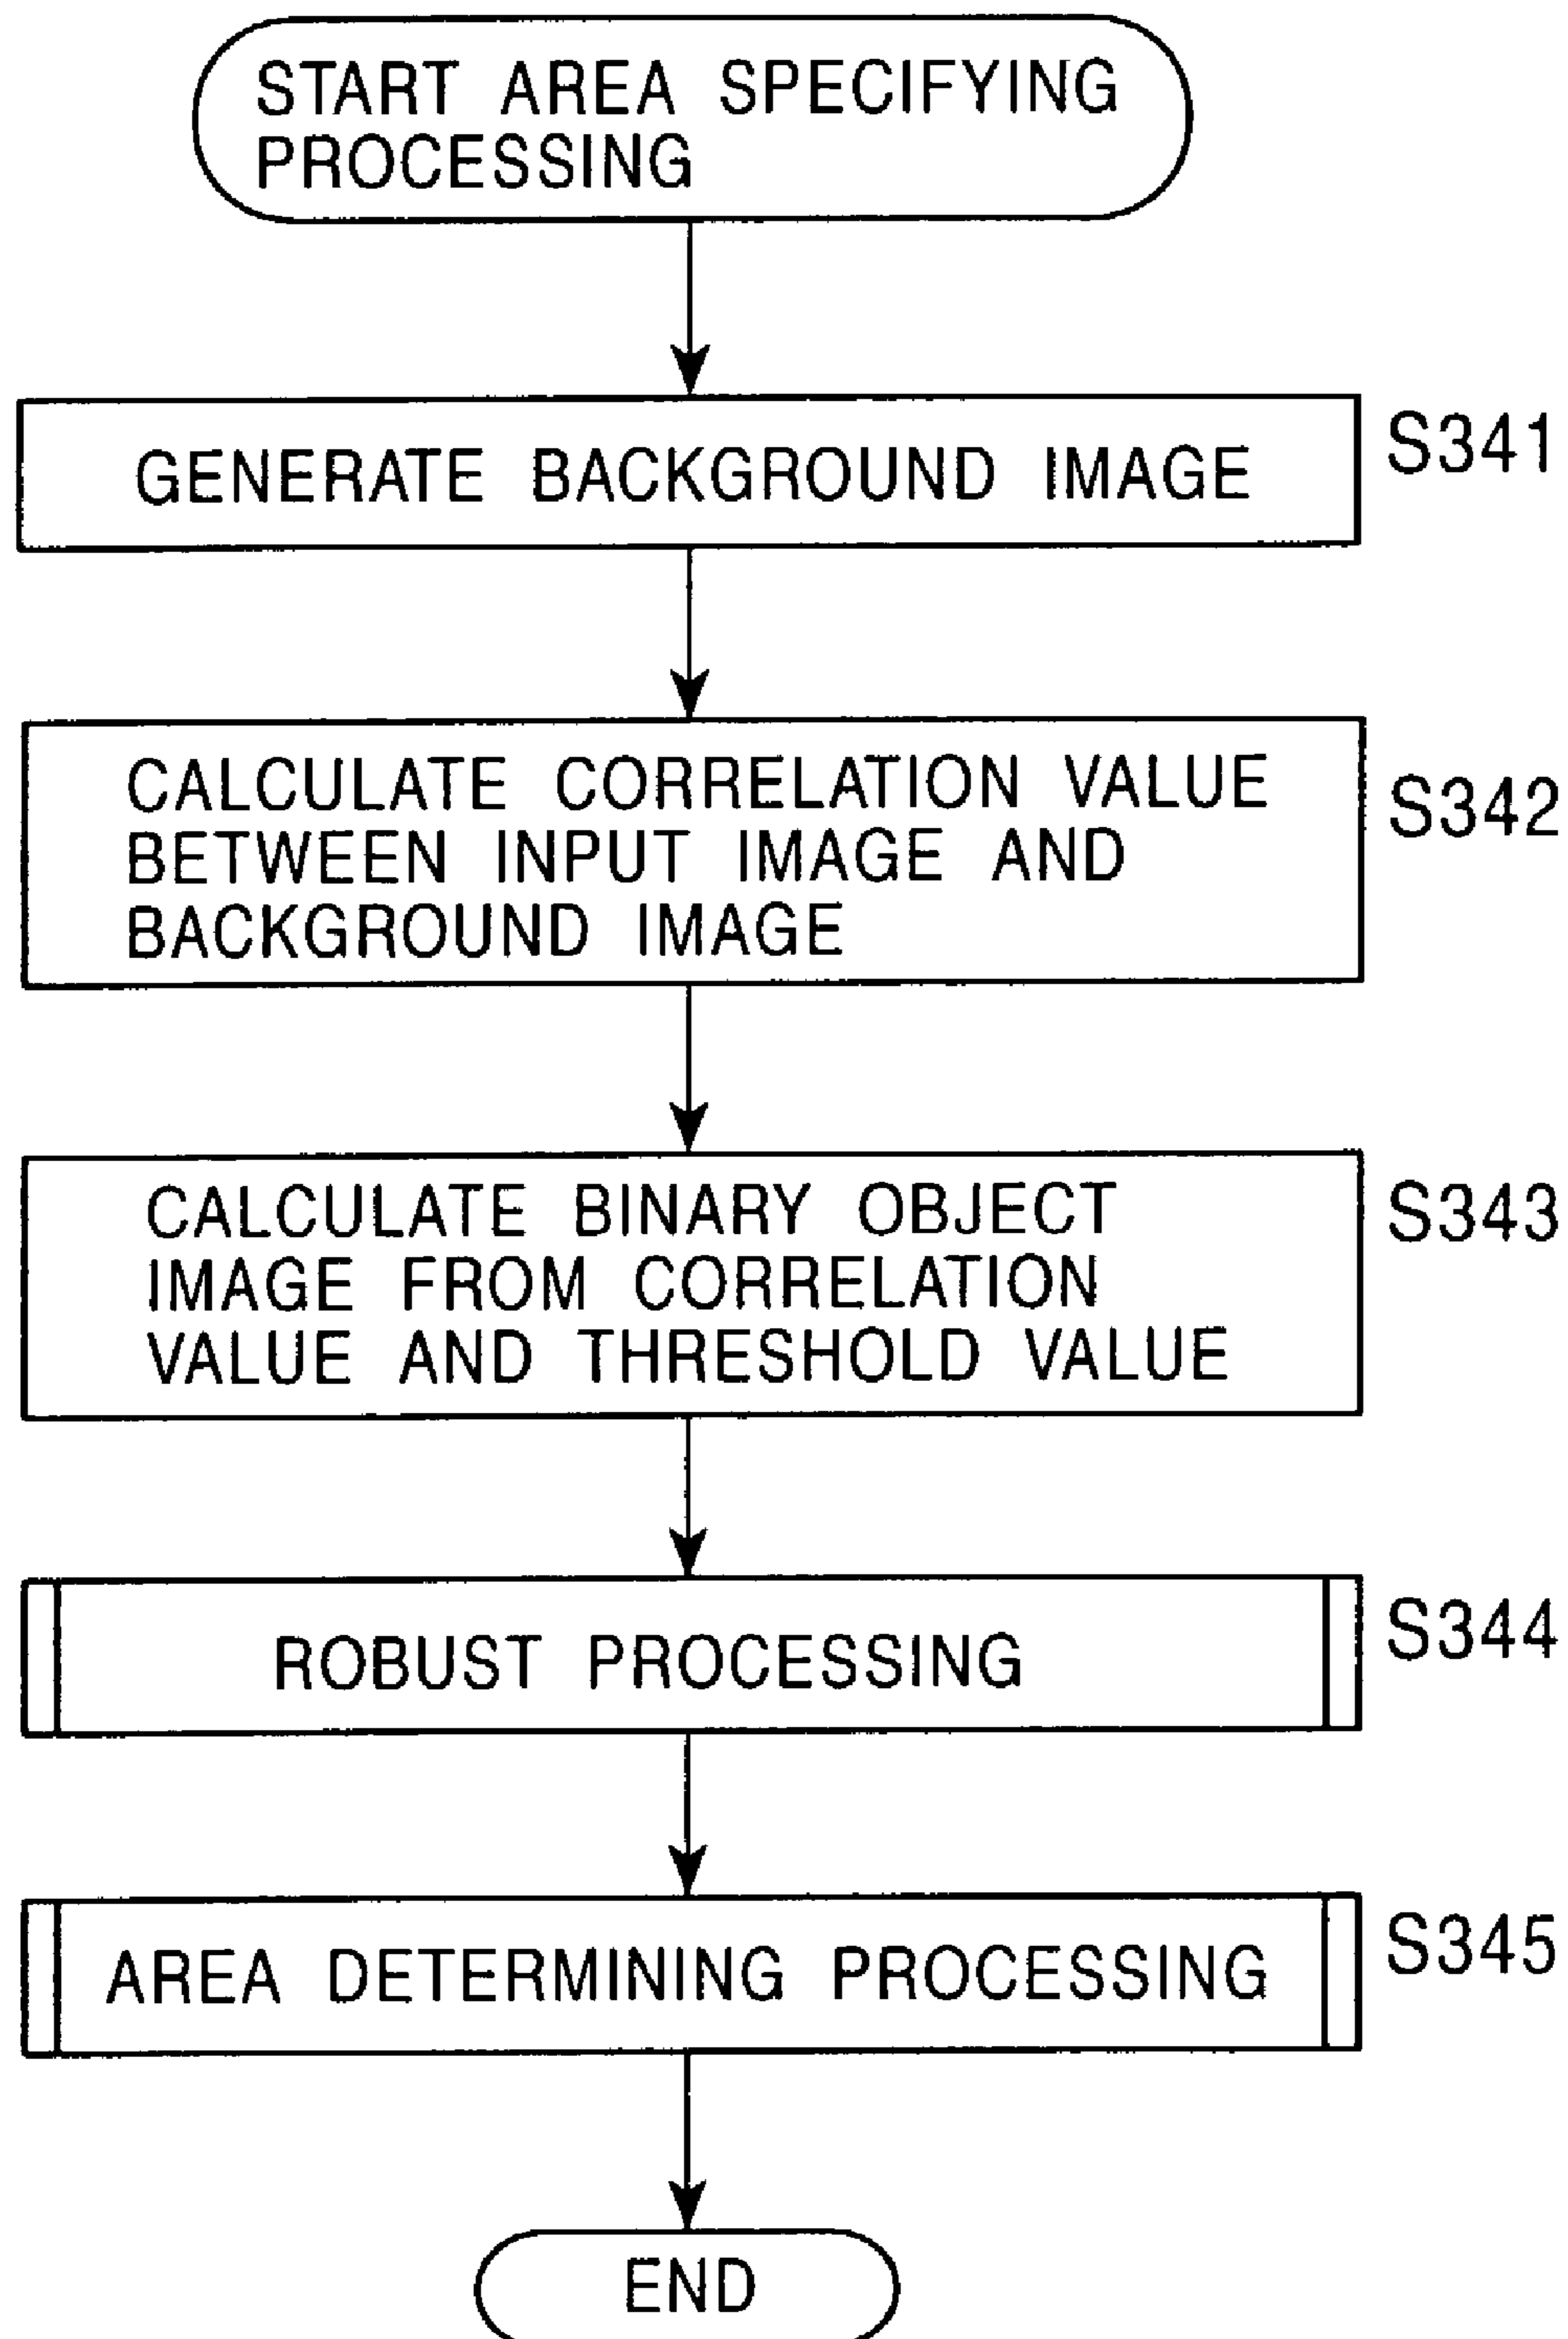 START AREA SPECIFYING
PROCESSING
GENERATE BACKGROUND IMAGE
S341
CALCULATE CORRELATION VALUE
BETWEEN INPUT IMAGE AND
BACKGROUND IMAGE
S342
CALCULATE BINARY OBJECT
IMAGE FROM CORRELATION
VALUE AND THRESHOLD VALUE
S343
ROBUST PROCESSING
S344
AREA DETERMINING PROCESSING
S345
END